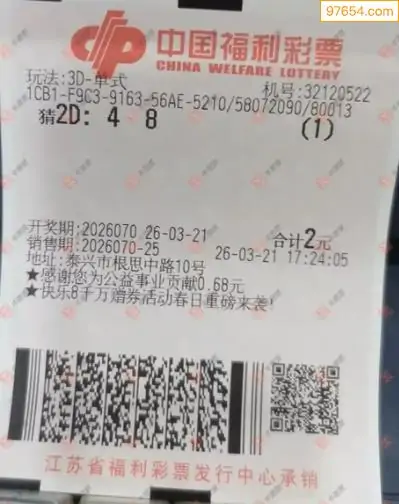 97654.com
中国福利彩票
CHINA WELFARE LOTTERY
玩法:3D-单式 机号:32120522
1CB1-F9C3-9163-56AE-5210/58072090/80013
猜2D: 4 8 (1)
开奖期:2026070 26-03-21 合计2元
销售期:2026070-25 26-03-21 17:24:05
地址:泰兴市根思中路10号
★感谢您为公益事业贡献0.68元
★快乐8千万赠券活动春日重磅来袭!
江苏省福利彩票发行中心承销